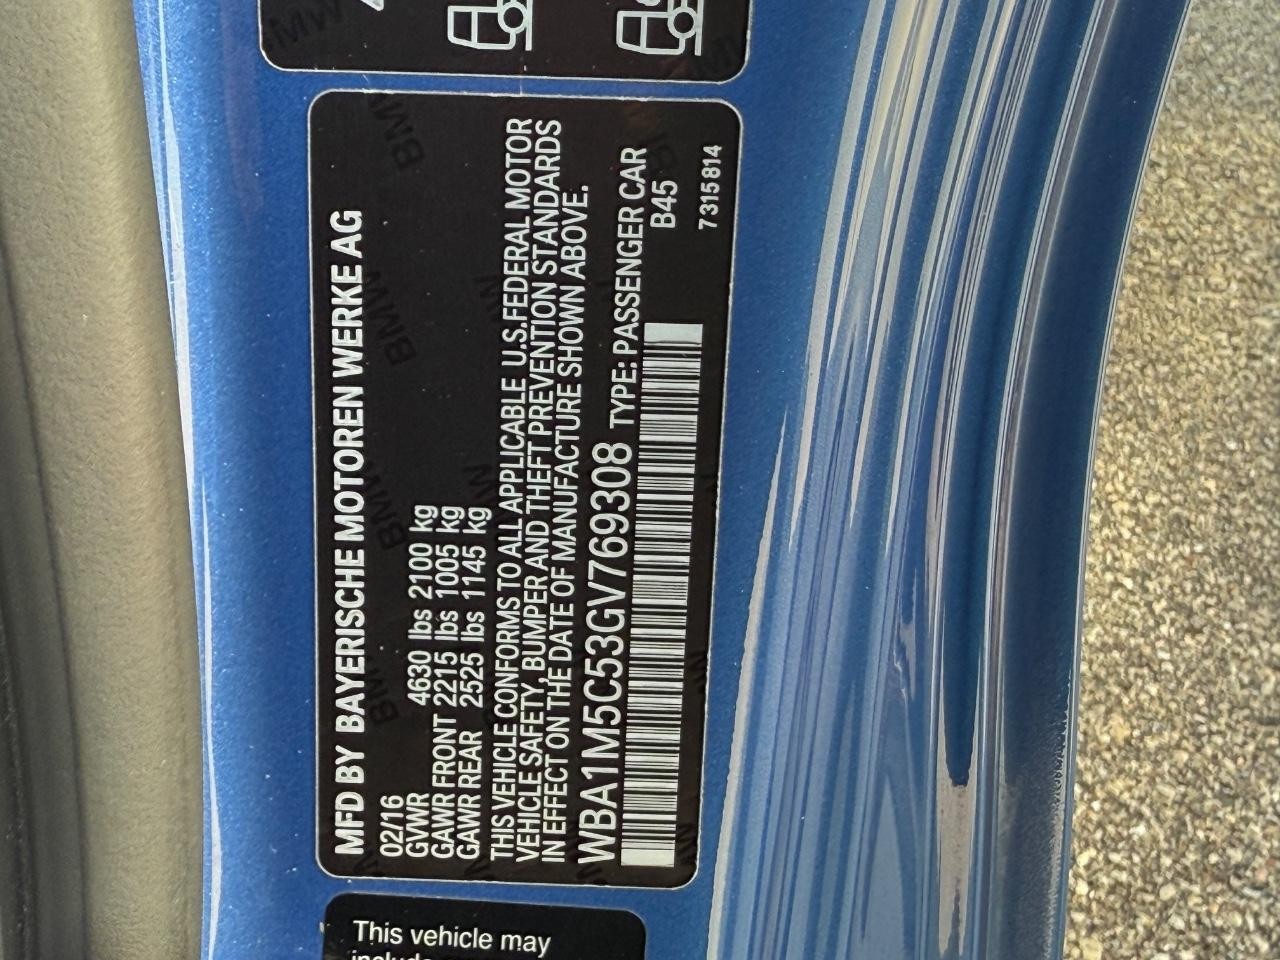 MFD BY BAYERISCHE MOTOREN WERKE AG
02/16
GVWR 4630 lbs 2100 kg
GAWR FRONT 2215 lbs 1005 kg
GAWR REAR 2525 lbs 1145 kg
THIS VEHICLE CONFORMS TO ALL APPLICABLE U.S.FEDERAL MOTOR
VEHICLE SAFETY, BUMPER AND THEFT PREVENTION STANDARDS
IN EFFECT ON THE DATE OF MANUFACTURE SHOWN ABOVE.
WBA1M5C53GV769308 TYPE: PASSENGER CAR
B45
7315814
This vehicle may